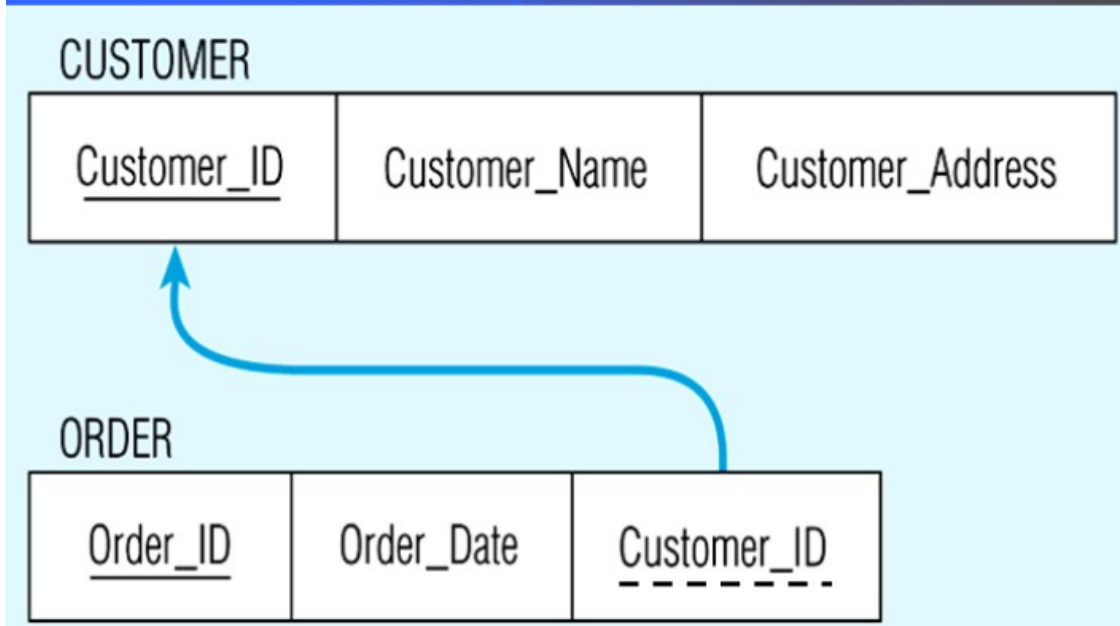 CUSTOMER
Customer_ID Customer_Name Customer_Address
ORDER
Order_ID Order_Date Customer_ID